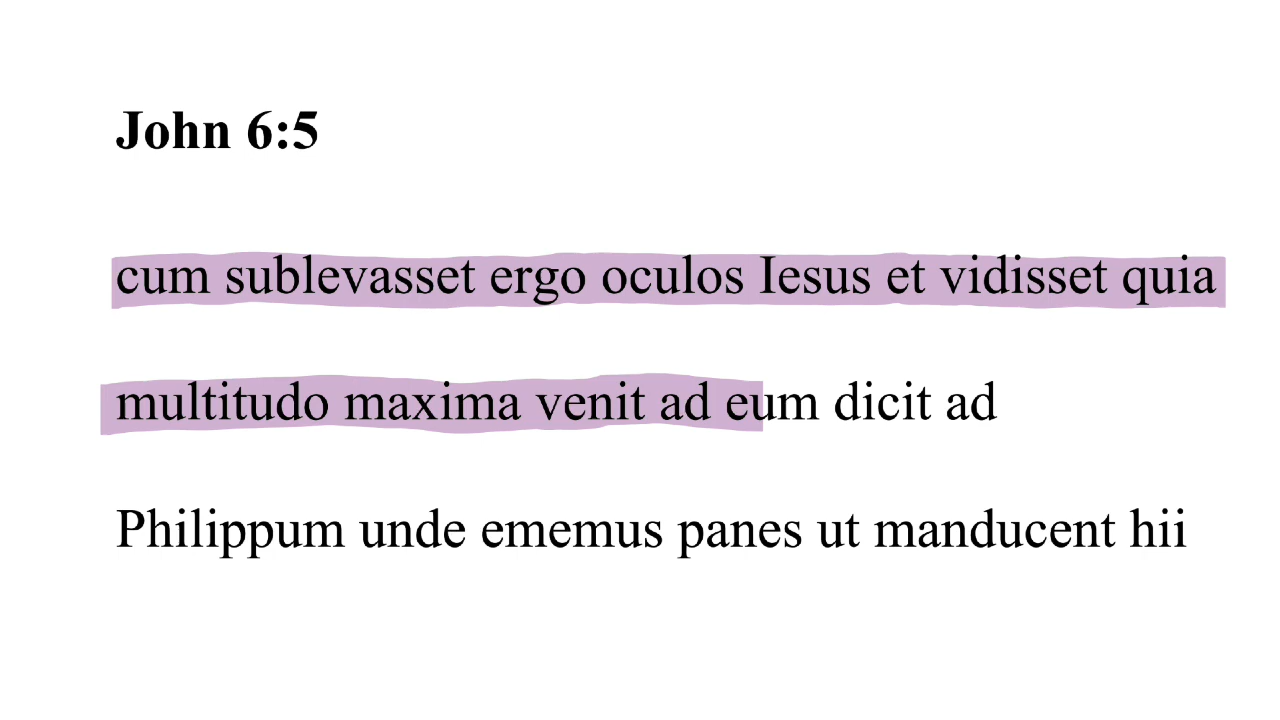 John 6:5
cum sublevasset ergo oculos Iesus et vidisset quia
multitudo maxima venit ad eum dicit ad
Philippum unde ememus panes ut manducent hii